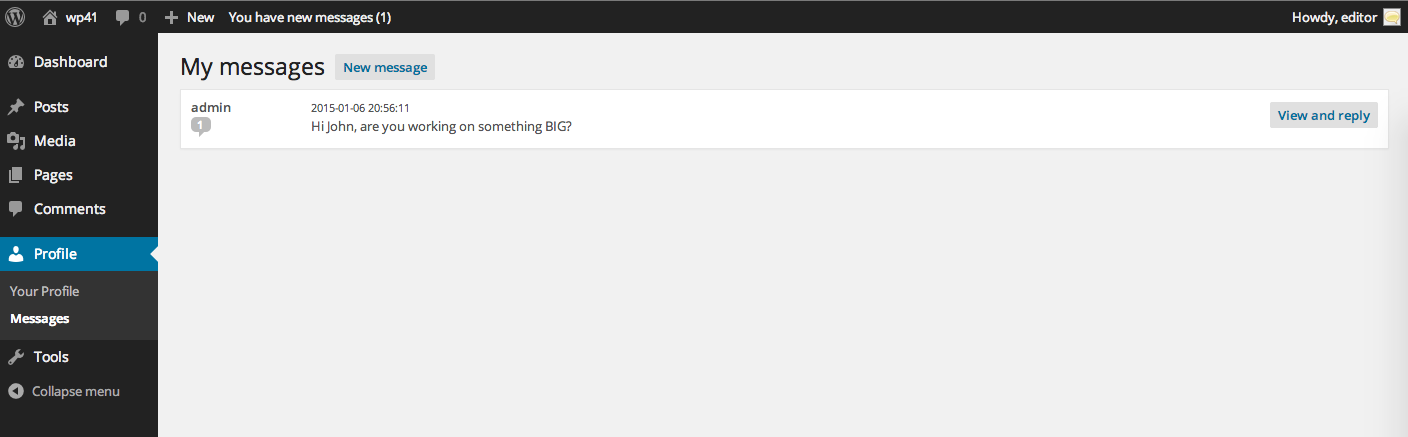 wp41 0 New You have new messages (1) Howdy, editor
Dashboard
Posts
Media
Pages
Comments
Profile
Your Profile
Messages
Tools
Collapse menu
My messages New message
admin 2015-01-06 20:56:11
1 Hi John, are you working on something BIG?
View and reply